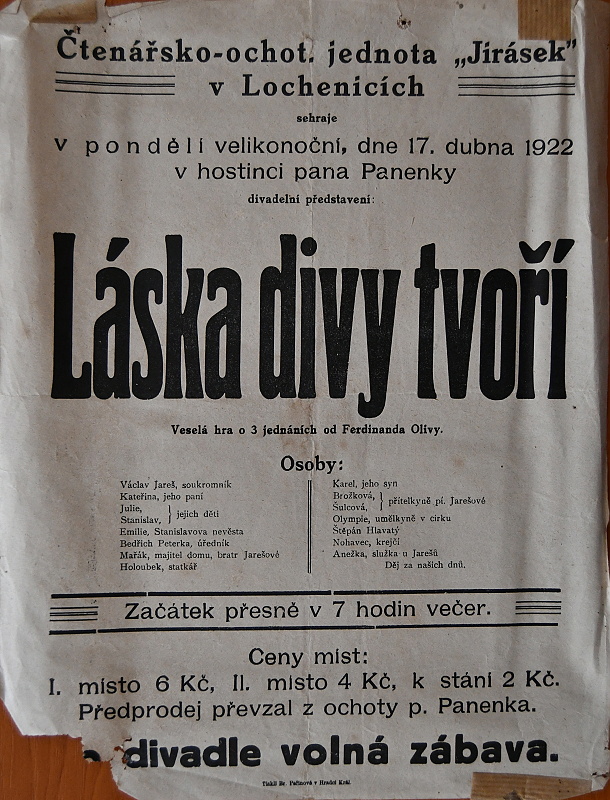 Čtenářsko-ochot. jednota „Jirásek"
v Lochenicích
sehraje
v pondělí velikonoční, dne 17. dubna 1922
v hostinci pana Panenky
divadelní představení:
Láska divy tvoří
Veselá hra o 3 jednáních od Ferdinanda Olivy.
Osoby:
Václav Jareš, soukromník
Kateřina, jeho paní
Julie,
Stanislav, } jejich děti
Emilie, Stanislavova nevěsta
Bedřich Peterka, úředník
Mařák, majitel domu, bratr Jarešové
Holoubek, statkář
Karel, jeho syn
Brožková,
Šulcová, } přítelkyně pí. Jarešové
Olympie, umělkyně v cirku
Štěpán Hlavatý
Nohavec, krejčí
Anežka, služka u Jarešů
Děj za našich dnů.
Začátek přesně v 7 hodin večer.
Ceny míst:
I. místo 6 Kč, II. místo 4 Kč, k stání 2 Kč.
Předprodej převzal z ochoty p. Panenka.
divadle volná zábava.
Tiskli Br. Peřinové v Hradci Král.